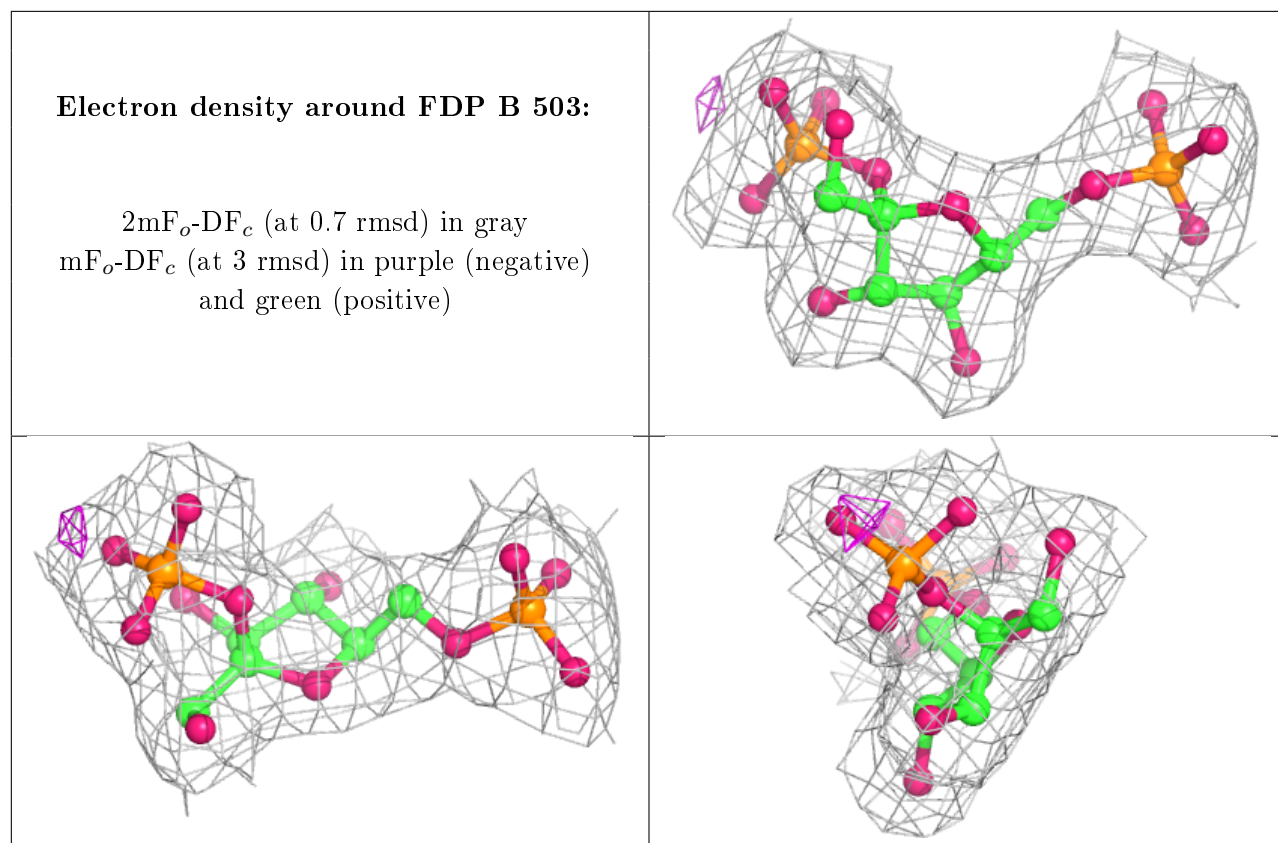 Electron density around FDP B 503:
2mFo-DFc (at 0.7 rmsd) in gray
mFo-DFc (at 3 rmsd) in purple (negative)
and green (positive)